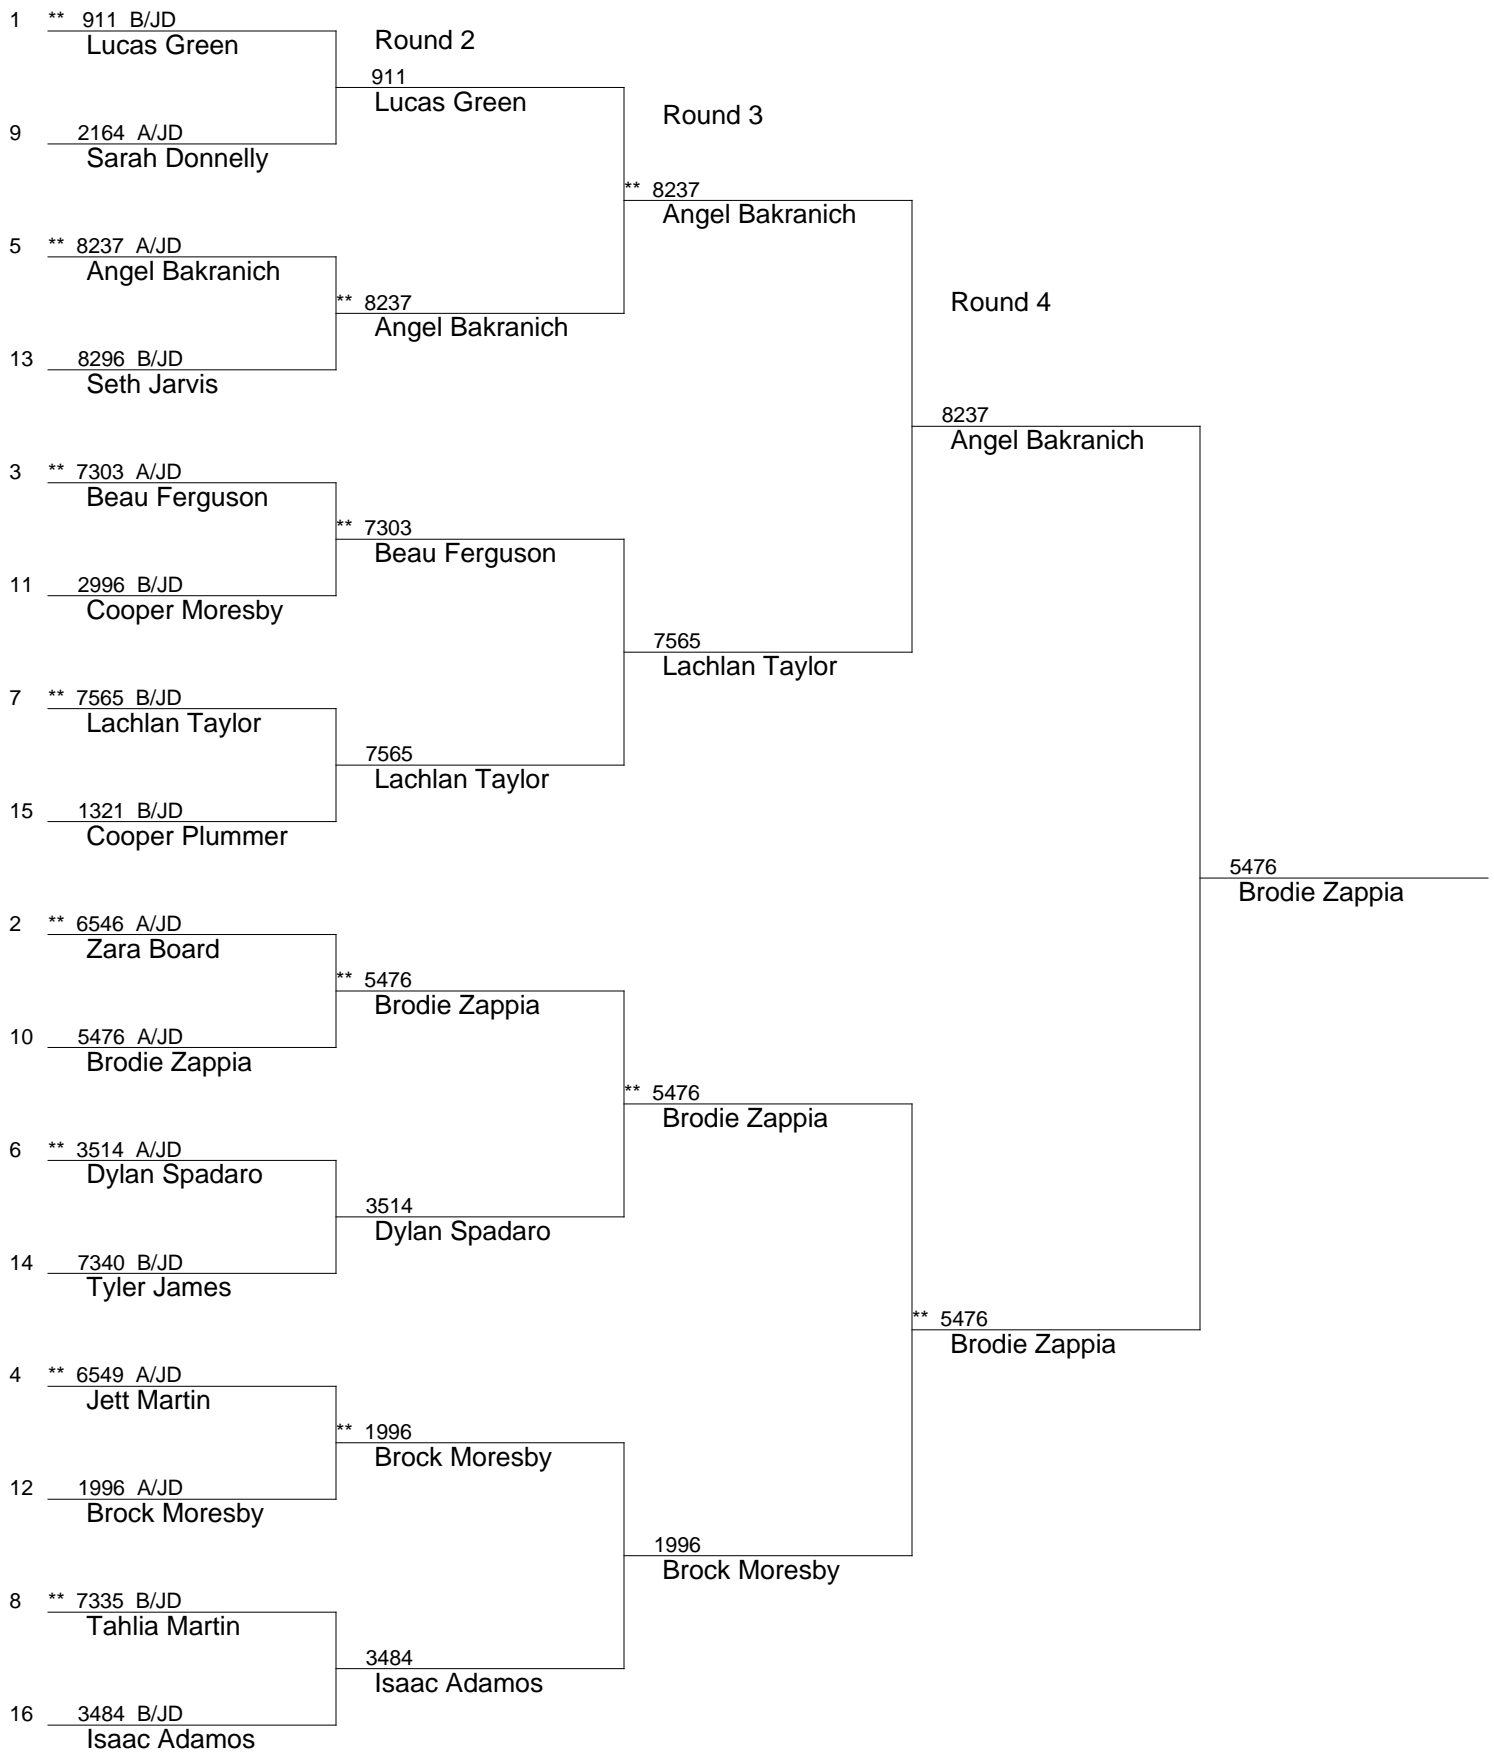 1 ** 911 B/JD
Lucas Green
Round 2
911
Lucas Green
Round 3
9 2164 A/JD
Sarah Donnelly
** 8237
Angel Bakranich
5 ** 8237 A/JD
Angel Bakranich
** 8237
Angel Bakranich
Round 4
13 8296 B/JD
Seth Jarvis
8237
Angel Bakranich
3 ** 7303 A/JD
Beau Ferguson
** 7303
Beau Ferguson
11 2996 B/JD
Cooper Moresby
7565
Lachlan Taylor
7 ** 7565 B/JD
Lachlan Taylor
7565
Lachlan Taylor
15 1321 B/JD
Cooper Plummer
5476
Brodie Zappia
2 ** 6546 A/JD
Zara Board
** 5476
Brodie Zappia
10 5476 A/JD
Brodie Zappia
** 5476
Brodie Zappia
6 ** 3514 A/JD
Dylan Spadaro
3514
Dylan Spadaro
14 7340 B/JD
Tyler James
** 5476
Brodie Zappia
4 ** 6549 A/JD
Jett Martin
** 1996
Brock Moresby
12 1996 A/JD
Brock Moresby
1996
Brock Moresby
8 ** 7335 B/JD
Tahlia Martin
3484
Isaac Adamos
16 3484 B/JD
Isaac Adamos